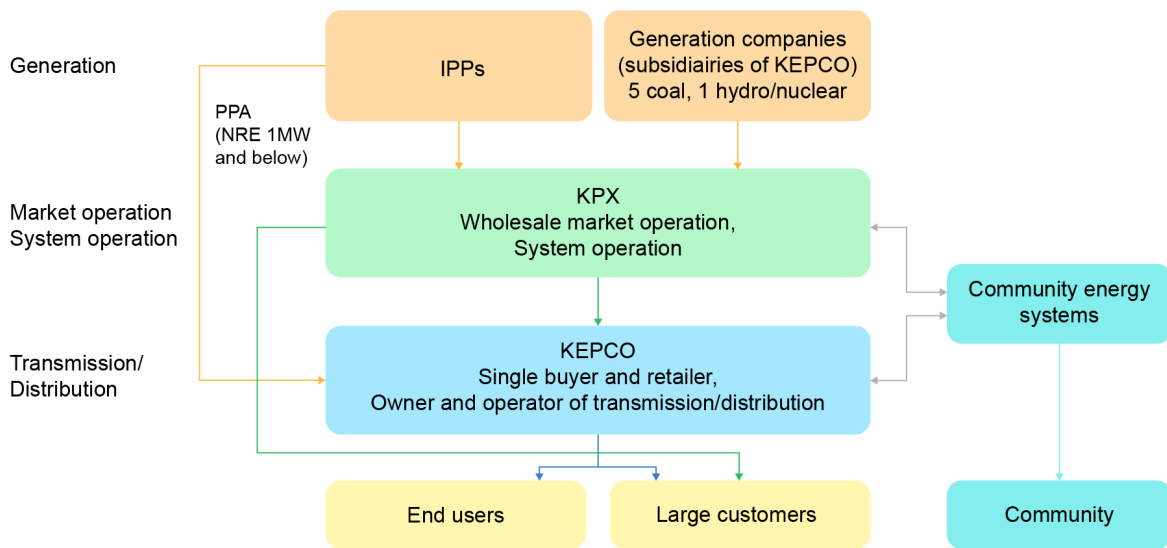 Generation
IPPs
Generation companies
(subsidiairies of KEPCO)
5 coal, 1 hydro/nuclear
PPA
(NRE 1MW
and below)
Market operation
System operation
KPX
Wholesale market operation,
System operation
Community energy
systems
Transmission/
Distribution
KEPCO
Single buyer and retailer,
Owner and operator of transmission/distribution
End users
Large customers
Community